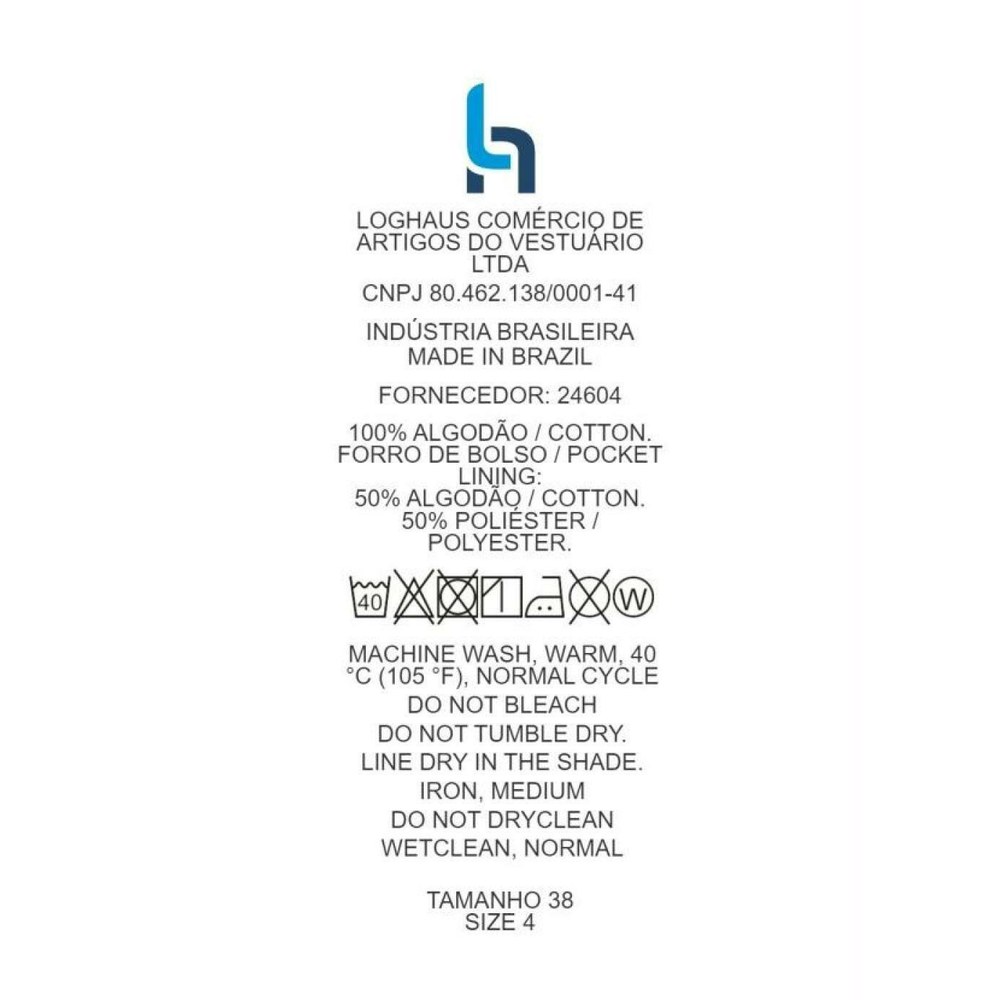 LOGHAUS COMÉRCIO DE
ARTIGOS DO VESTUÁRIO
LTDA
CNPJ 80.462.138/0001-41
INDÚSTRIA BRASILEIRA
MADE IN BRAZIL
FORNECEDOR: 24604
100% ALGODÃO / COTTON.
FORRO DE BOLSO / POCKET
LINING:
50% ALGODÃO / COTTON.
50% POLIÉSTER /
POLYESTER.
40 W
MACHINE WASH, WARM, 40
°C (105 °F), NORMAL CYCLE
DO NOT BLEACH
DO NOT TUMBLE DRY.
LINE DRY IN THE SHADE.
IRON, MEDIUM
DO NOT DRYCLEAN
WETCLEAN, NORMAL
TAMANHO 38
SIZE 4